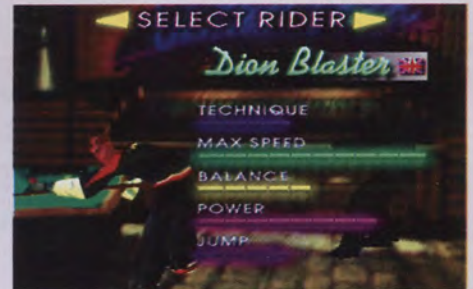 SELECT RIDER
Dion Blaster
TECHNIQUE
MAX SPEED
BALANCE
POWER
JUMP